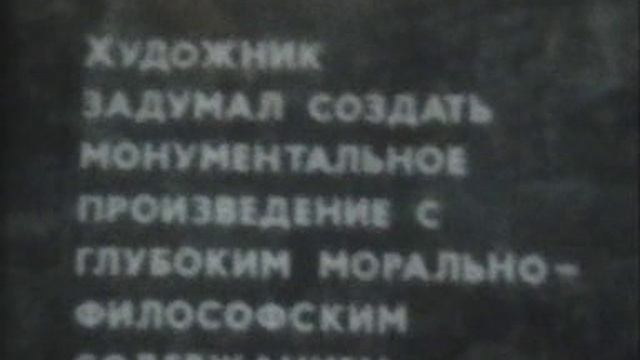 Художник
задумал создать
монументальное
произведение с
глубоким морально-
философским